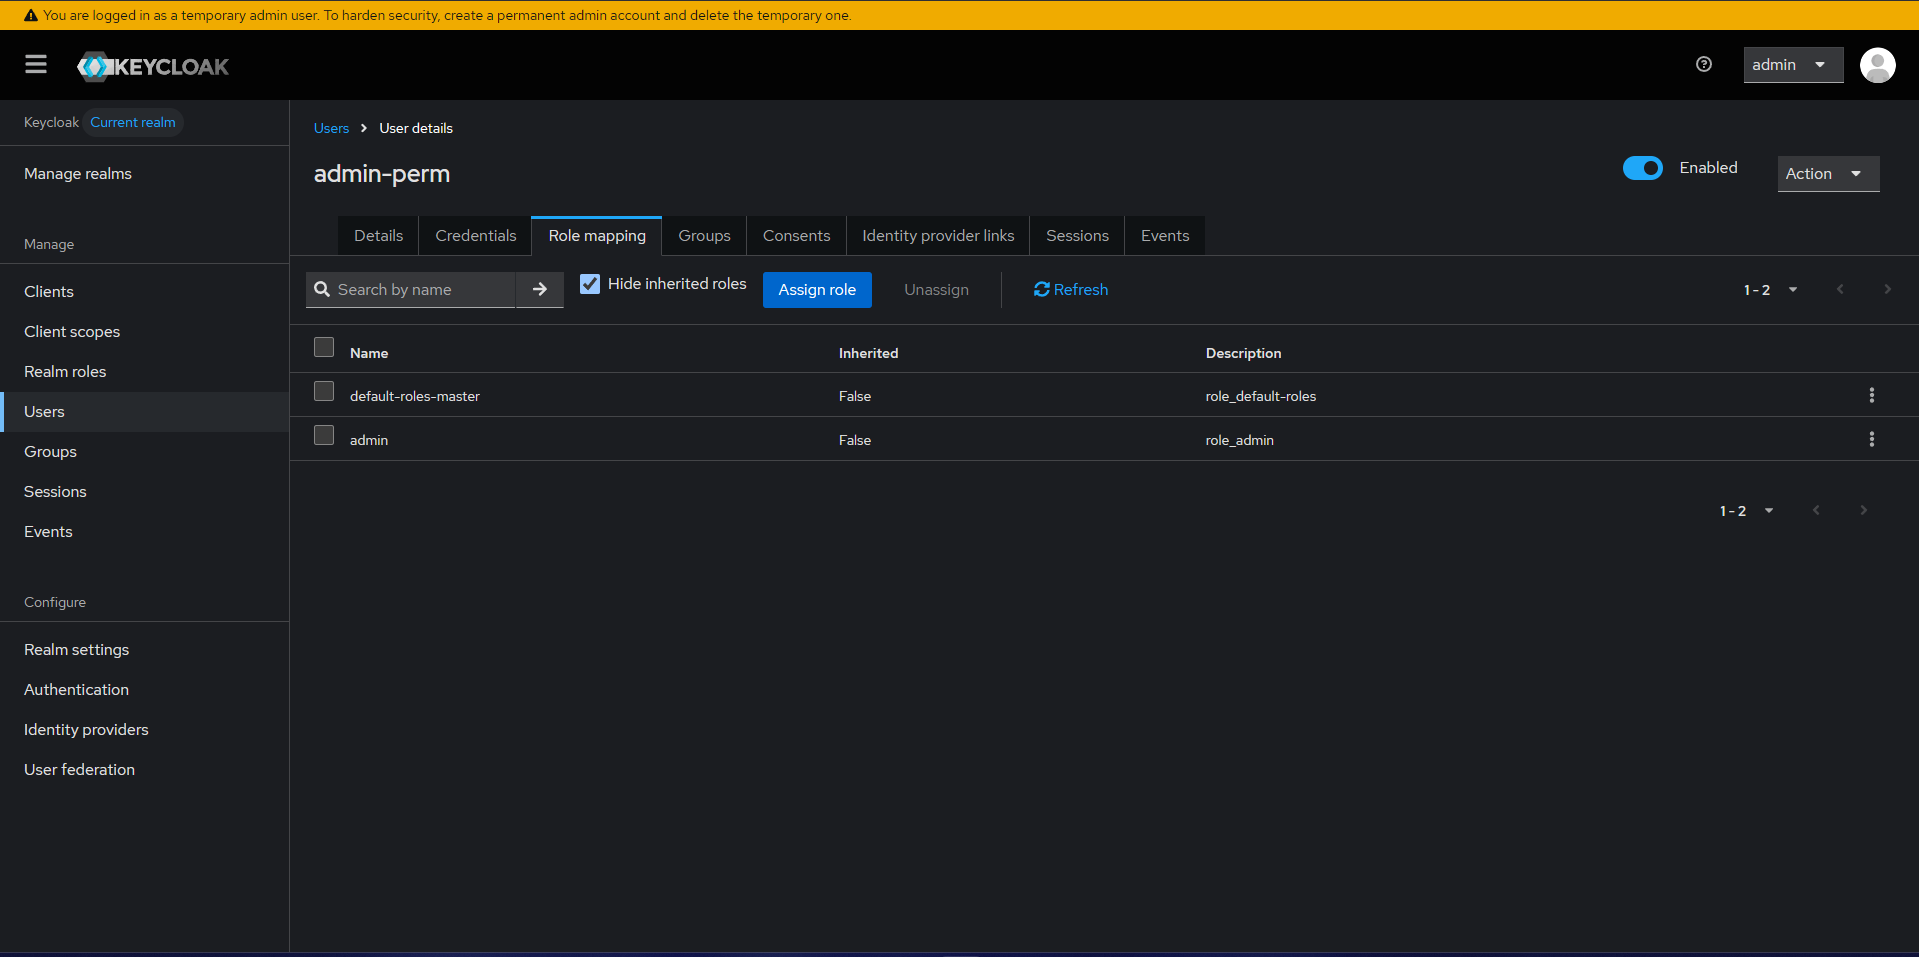 You are logged in as a temporary admin user. To harden security, create a permanent admin account and delete the temporary one.
KEYCLOAK
admin
Keycloak Current realm
Manage realms
Manage
Clients
Client scopes
Realm roles
Users
Groups
Sessions
Events
Configure
Realm settings
Authentication
Identity providers
User federation
Users User details
admin-perm
Enabled
Action
Details Credentials Role mapping Groups Consents Identity provider links Sessions Events
Search by name Hide inherited roles Assign role Unassign Refresh 1 - 2
Name Inherited Description
default-roles-master False role_default-roles
admin False role_admin
1 - 2